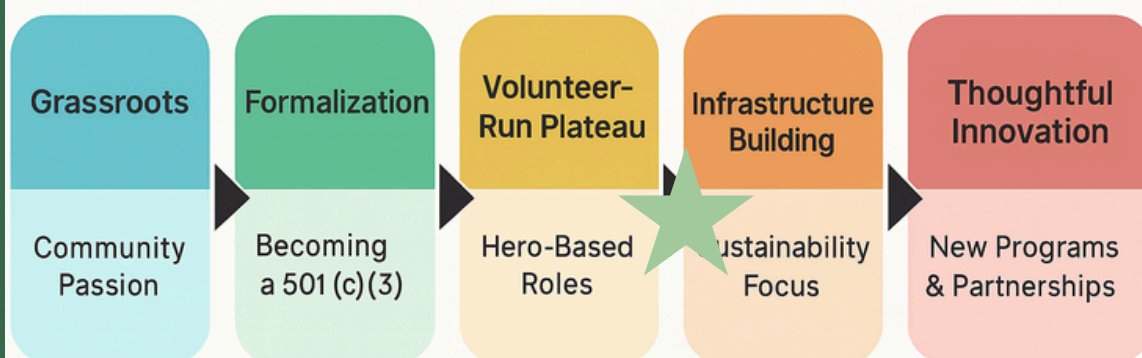 Grassroots
Community
Passion
Formalization
Becoming
a 501 (c)(3)
Volunteer-
Run Plateau
Hero-Based
Roles
Infrastructure
Building
ustainability
Focus
Thoughtful
Innovation
New Programs
& Partnerships